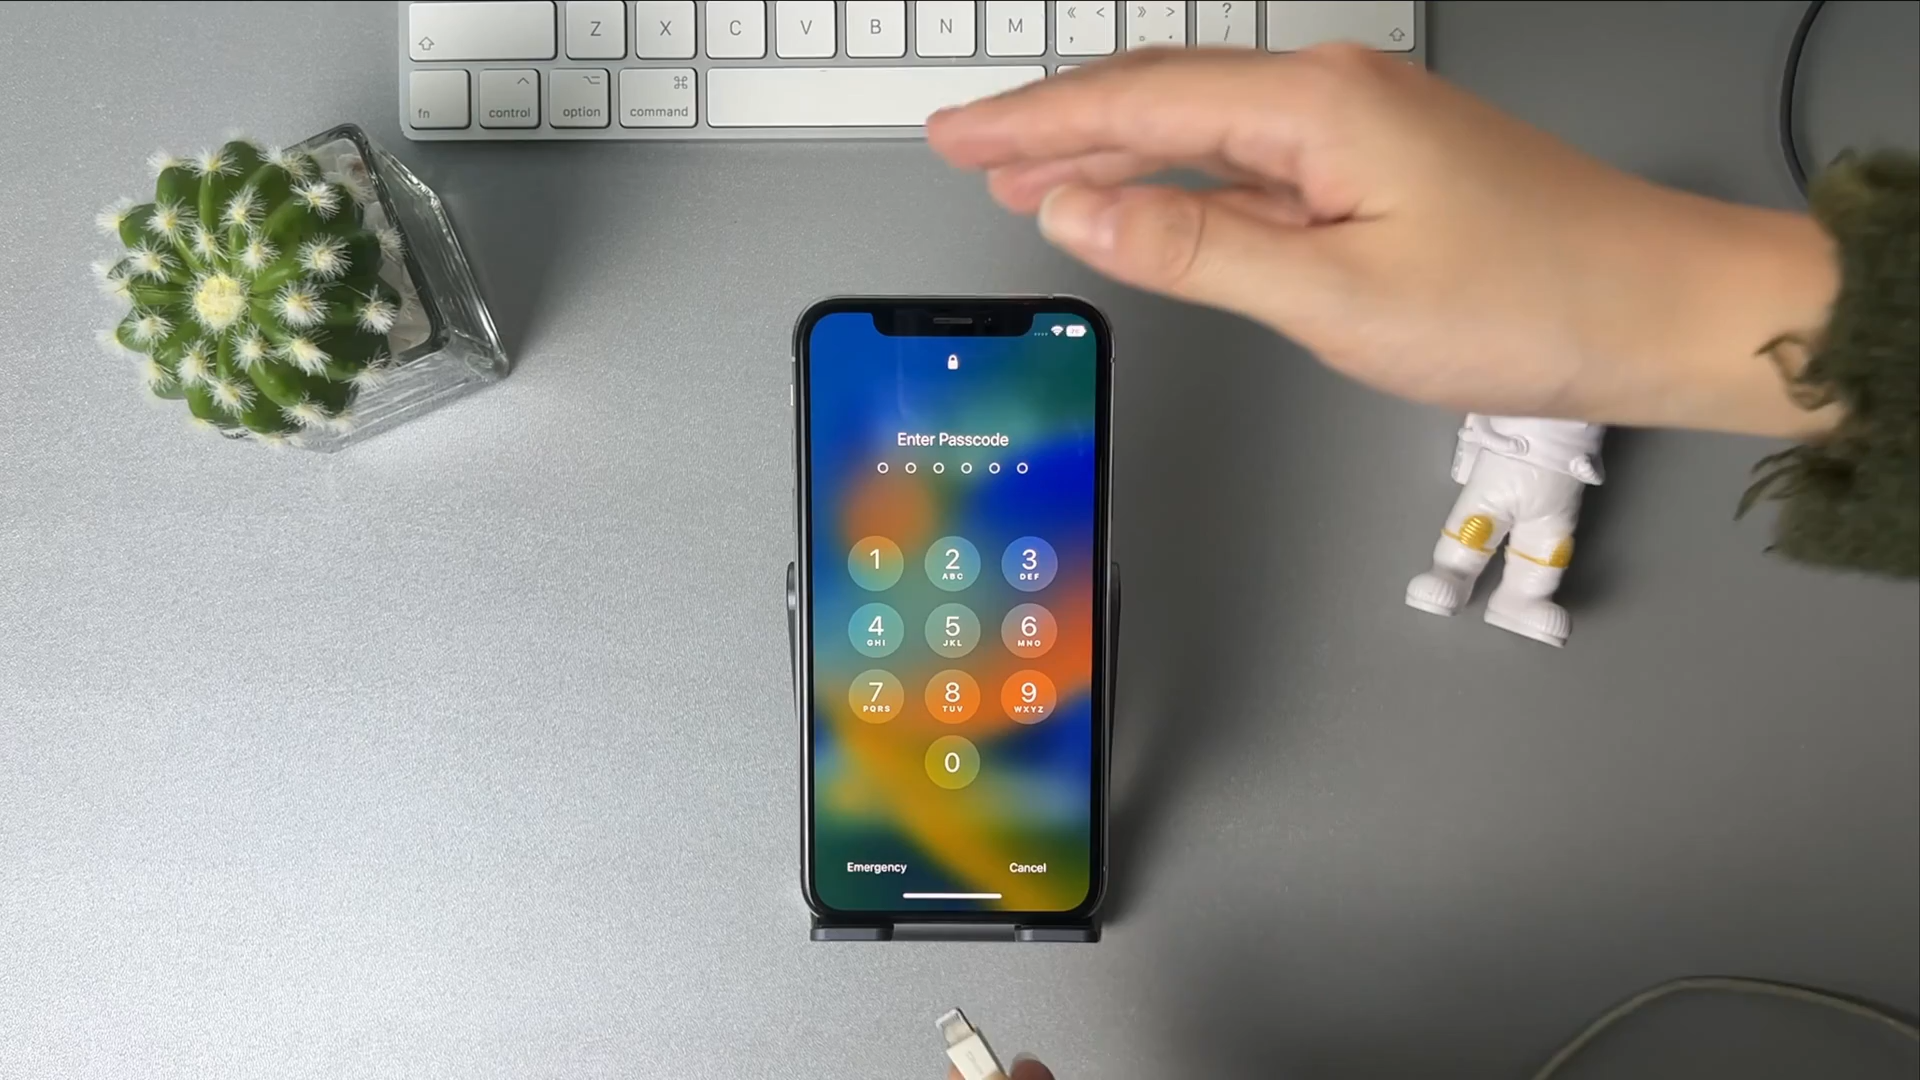 Z X C V B N M « < , » > 。 ? /
fn control option command
^ ⌥ ⌘
Enter Passcode
1 2 3
ABC DEF
4 5 6
GHI JKL MNO
7 8 9
PQRS TUV WXYZ
0
Emergency Cancel